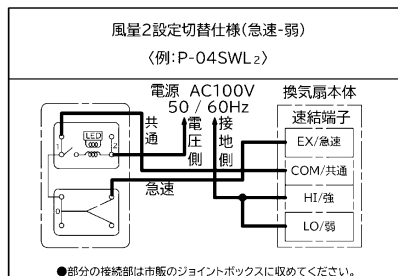 風量2設定切替仕様(急速-弱)
〈例:P-04SWL2〉
電源 AC100V
50 / 60Hz
換気扇本体
速結端子
共通
電圧側
接地側
LED
1
2
0
急速
EX/急速
COM/共通
HI/強
LO/弱
●部分の接続部は市販のジョイントボックスに収めてください。